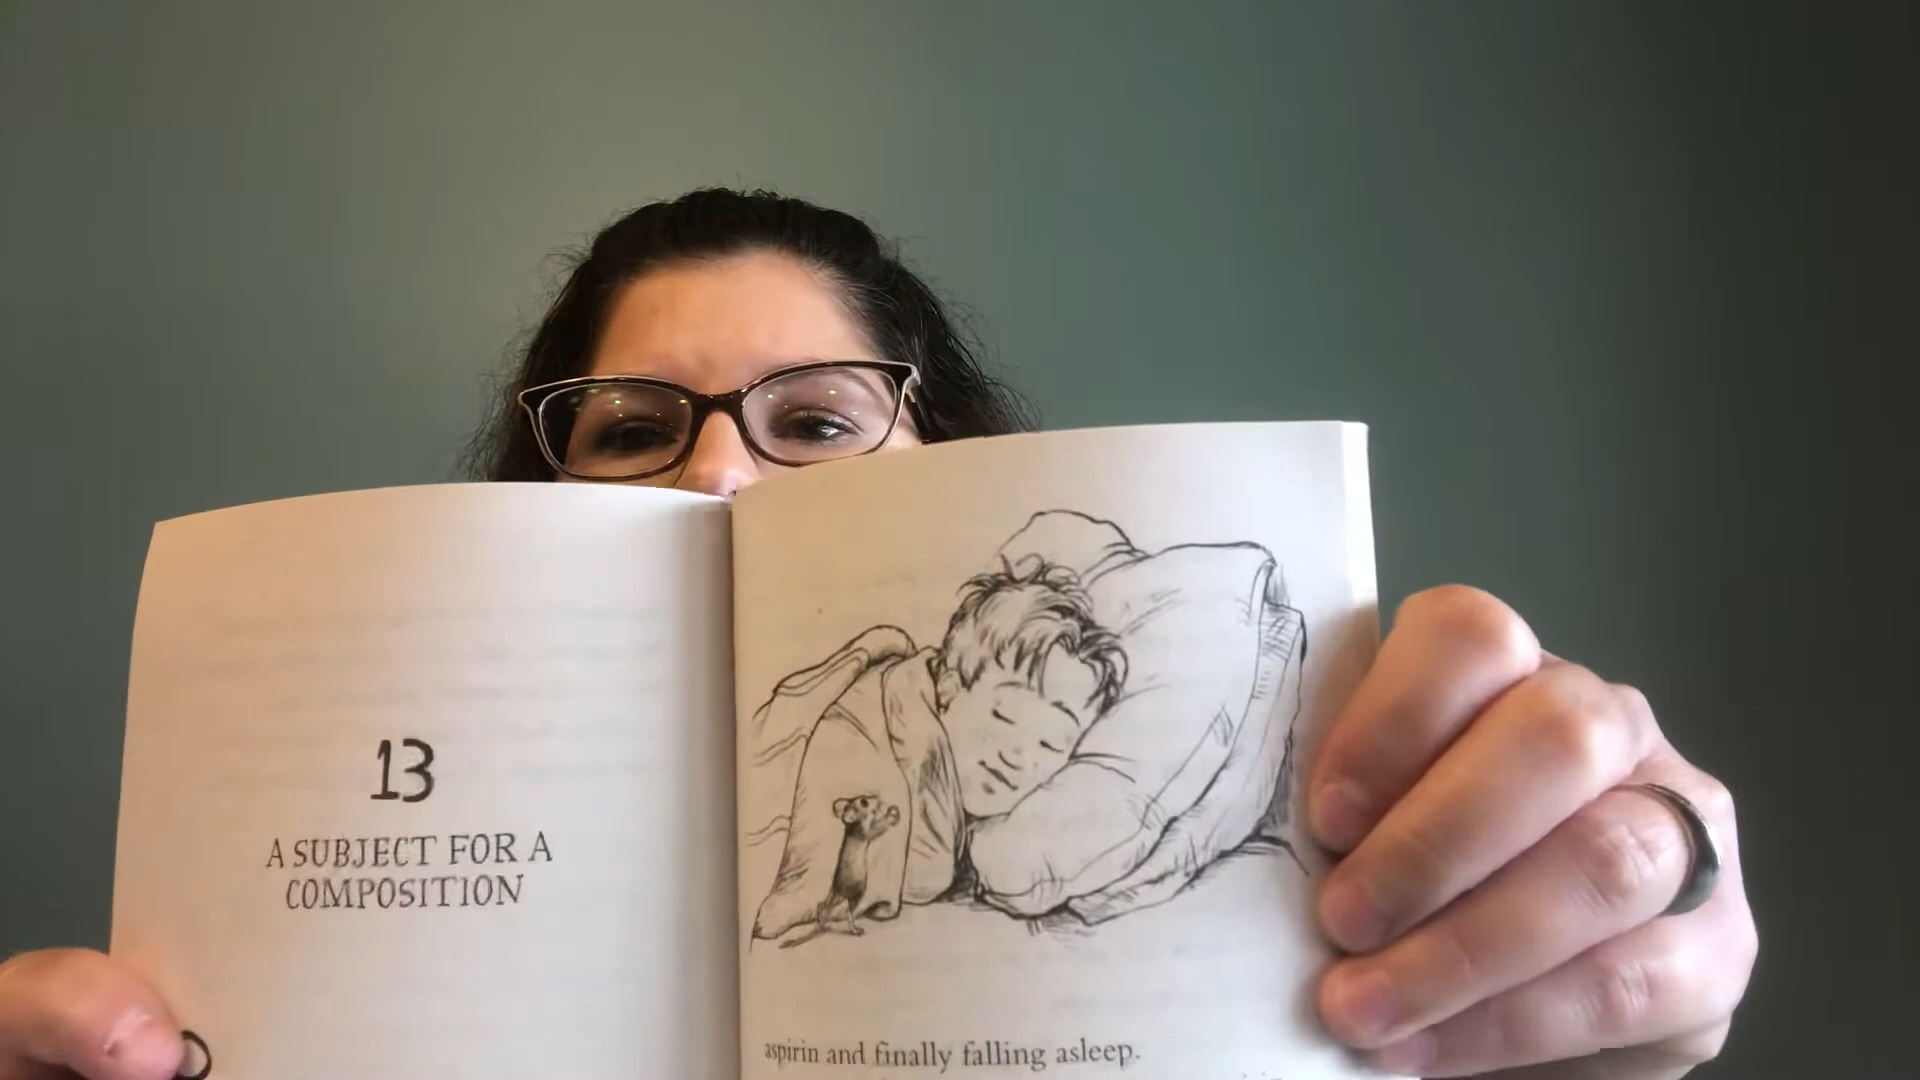 13
A SUBJECT FOR A
COMPOSITION
aspirin and finally falling asleep.